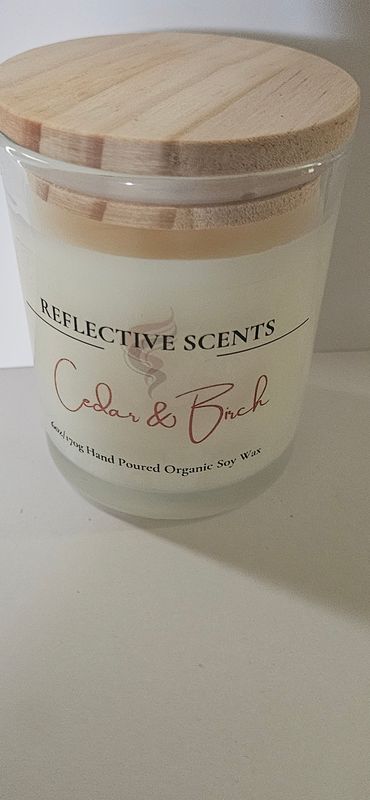 REFLECTIVE SCENTS
Cedar & Birch
6oz/170g Hand Poured Organic Soy Wax